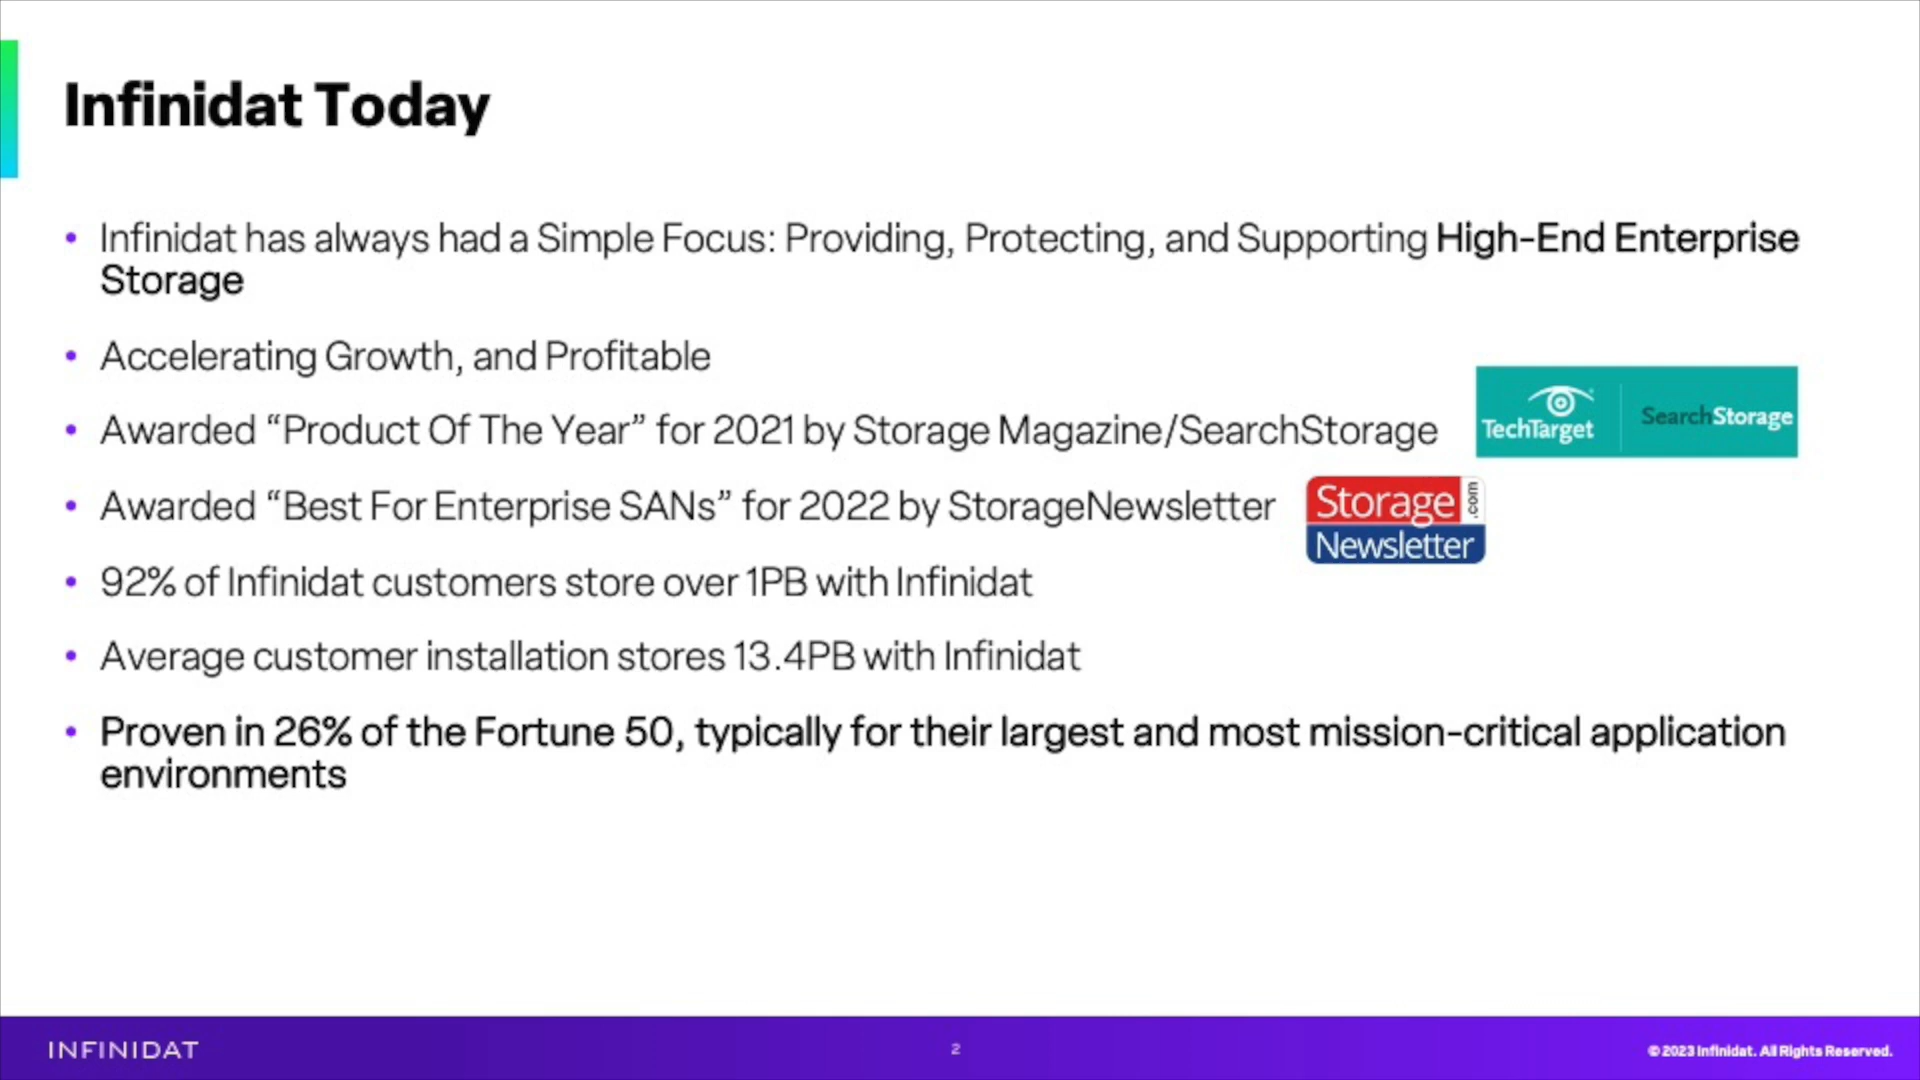 Infinidat Today
• Infinidat has always had a Simple Focus: Providing, Protecting, and Supporting High-End Enterprise
Storage
• Accelerating Growth, and Profitable
• Awarded “Product Of The Year” for 2021 by Storage Magazine/SearchStorage
TechTarget
SearchStorage
• Awarded “Best For Enterprise SANs” for 2022 by StorageNewsletter
Storage
.com
Newsletter
• 92% of Infinidat customers store over 1PB with Infinidat
• Average customer installation stores 13.4PB with Infinidat
• Proven in 26% of the Fortune 50, typically for their largest and most mission-critical application
environments
INFINIDAT
2
© 2023 Infinidat. All Rights Reserved.